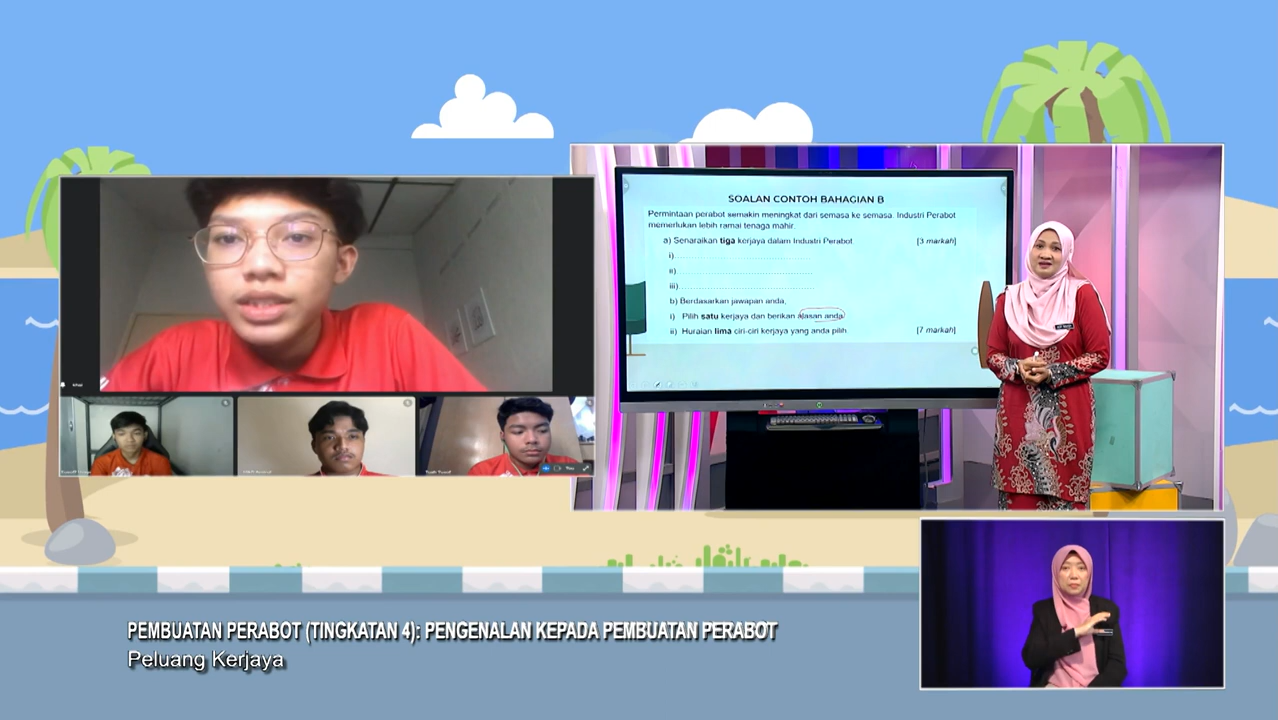 SOALAN CONTOH BAHAGIAN B
Permintaan perabot semakin meningkat dari semasa ke semasa. Industri Perabot
memerlukan lebih ramai tenaga mahir.
a) Senaraikan tiga kerjaya dalam Industri Perabot [3 markah]
i)
ii)
iii)
b) Berdasarkan jawapan anda,
i) Pilih satu kerjaya dan berikan alasan anda
ii) Huraian lima ciri-ciri kerjaya yang anda pilih [7 markah]
PEMBUATAN PERABOT (TINGKATAN 4): PENGENALAN KEPADA PEMBUATAN PERABOT
Peluang Kerjaya